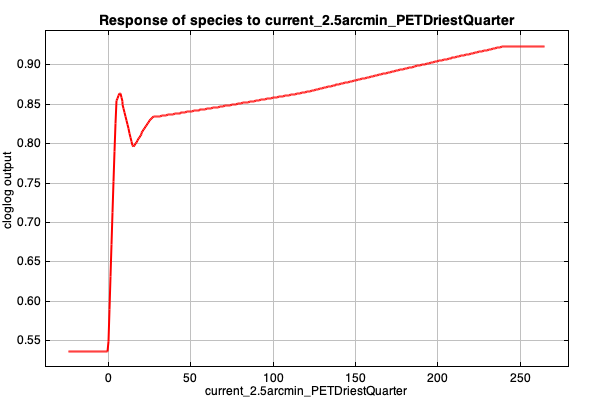 Response of species to current_2.5arcmin_PETDriestQuarter
0.90
0.85
0.80
0.75
0.70
0.65
0.60
0.55
cloglog output
0 50 100 150 200 250
current_2.5arcmin_PETDriestQuarter